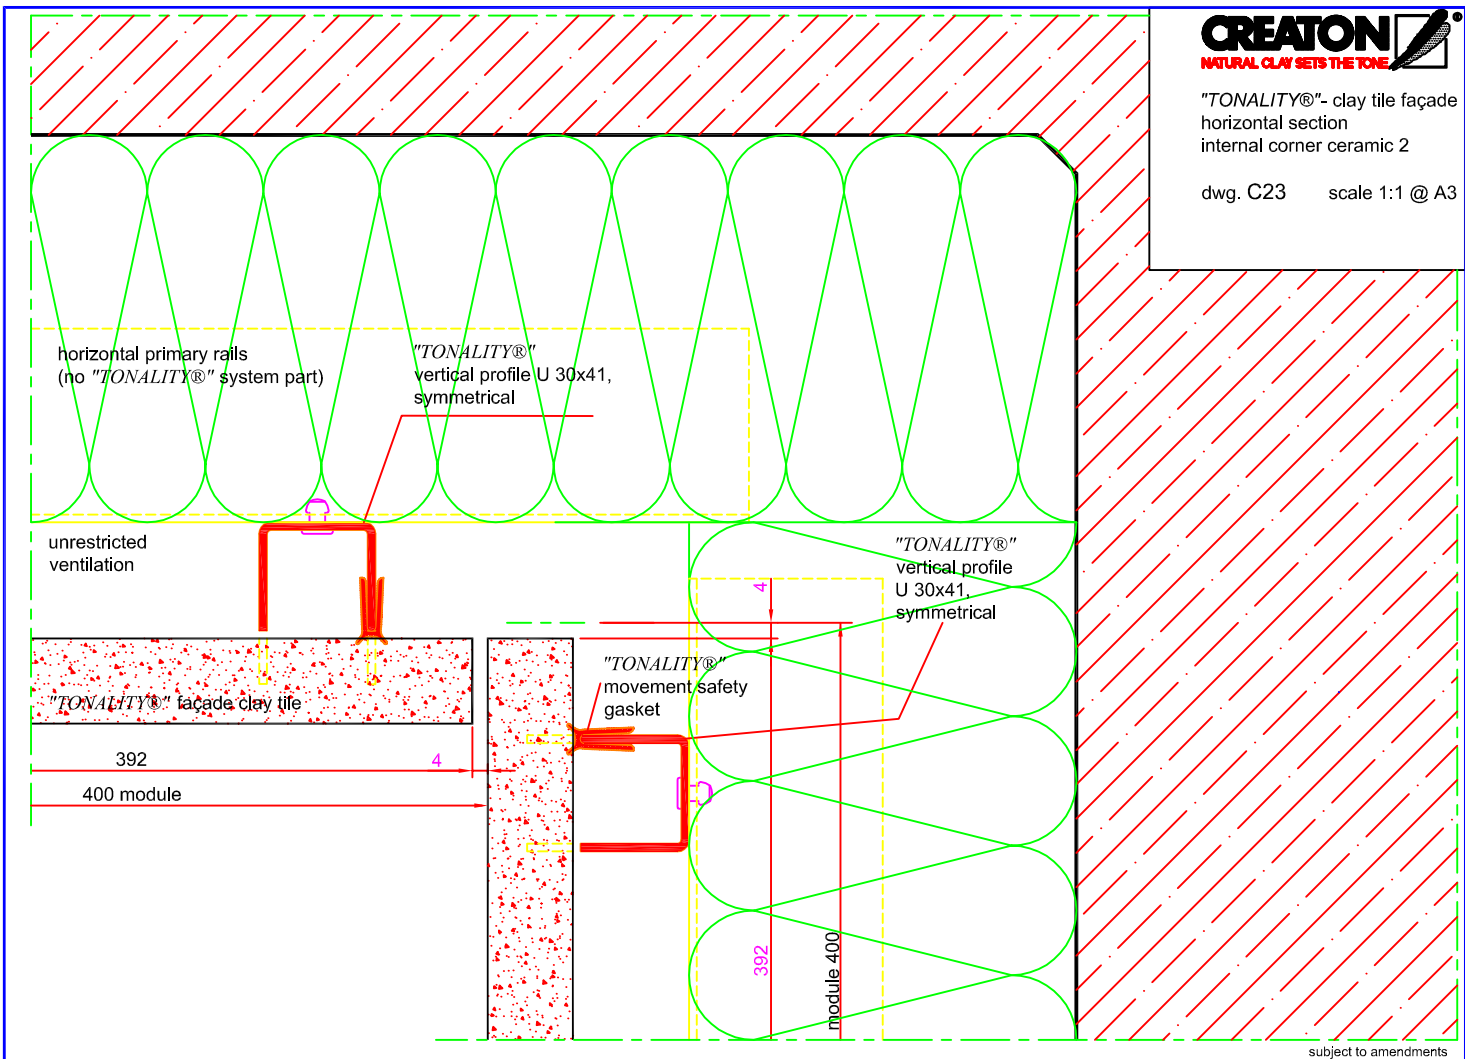 CREATON®
NATURAL CLAY SETS THE TONE
"TONALITY®"- clay tile façade
horizontal section
internal corner ceramic 2
dwg. C23 scale 1:1 @ A3
horizontal primary rails
(no "TONALITY®" system part)
"TONALITY®"
vertical profile U 30x41,
symmetrical
unrestricted
ventilation
"TONALITY®"
vertical profile
U 30x41,
symmetrical
4
"TONALITY®"
movement safety
gasket
"TONALITY®" façade clay tile
392
4
400 module
392
module 400
subject to amendments